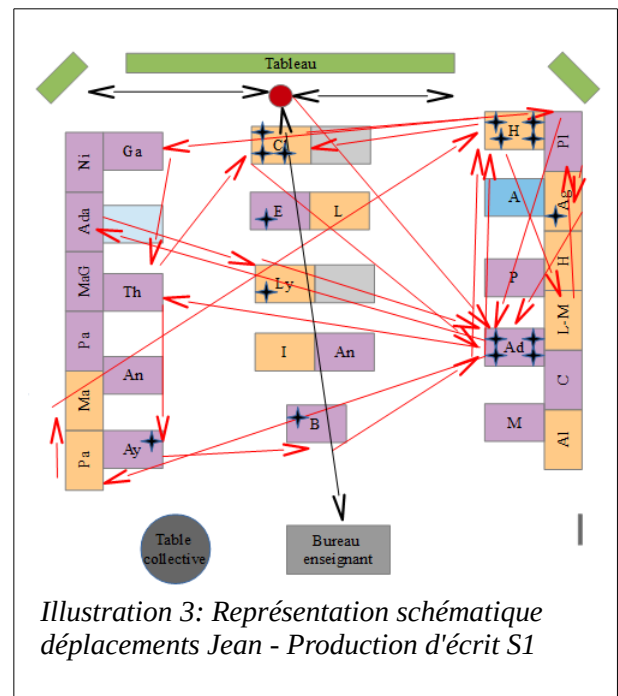 Tableau
Ni
Ga
C
H
Pl
Ada
E
L
A
Ag
MaG
Th
Ly
P
H
Pa
An
I
An
Ad
L-M
Ma
C
Pa
Ay
B
M
Al
Table
collective
Bureau
enseignant
Illustration 3: Représentation schématique
déplacements Jean - Production d'écrit S1